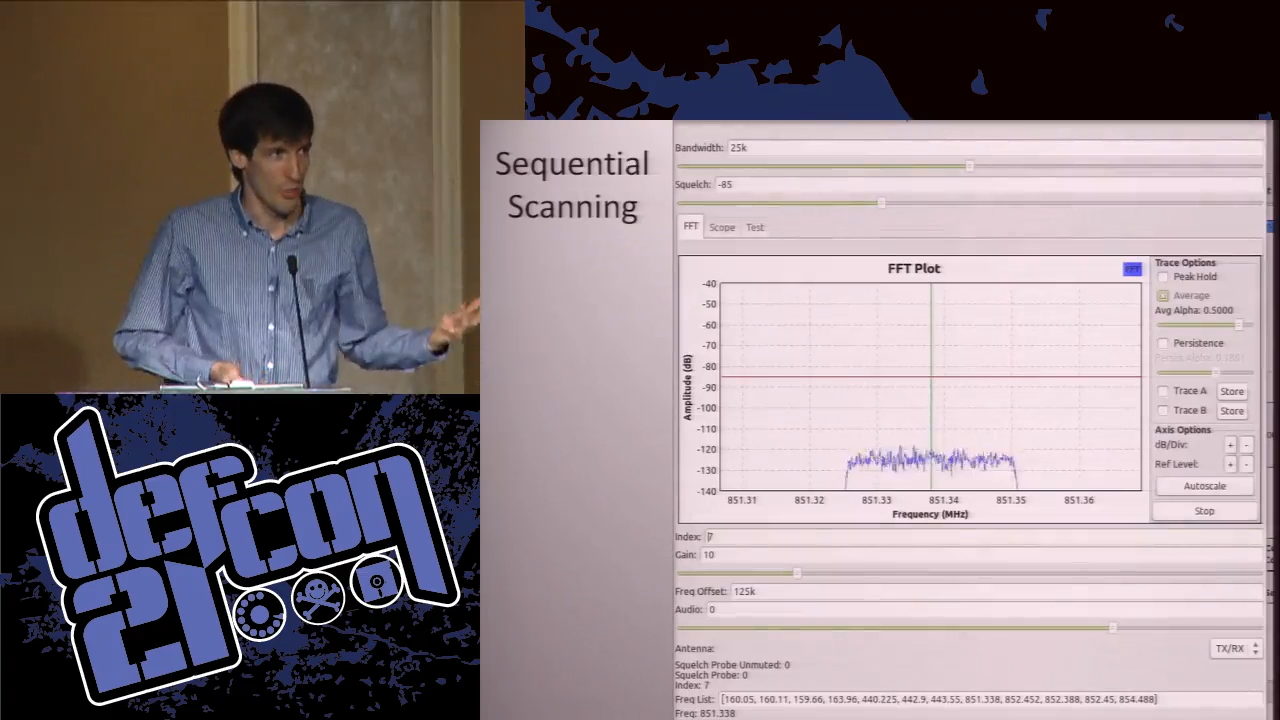 Sequential
Scanning
Bandwidth: 25k
Squelch: -85
FFT Scope Test
FFT Plot
FFT
-40
-50
-60
-70
-80
-90
-100
-110
-120
-130
-140
Amplitude (dB)
851.31 851.32 851.33 851.34 851.35 851.36
Frequency (MHz)
Trace Options
Peak Hold
Average
Avg Alpha: 0.5000
Persistence
Trace A Store
Trace B Store
Axis Options
dB/Div: + -
Ref Level: + -
Autoscale
Stop
Index: 7
Gain: 10
Freq Offset: 125k
Audio: 0
Antenna: TX/RX
Squelch Probe Unmuted: 0
Squelch Probe: 0
Index: 7
Freq List: [160.05, 160.11, 159.66, 163.96, 440.225, 442.9, 443.55, 851.338, 852.452, 852.388, 852.45, 854.488]
Freq: 851.338
defcon
21